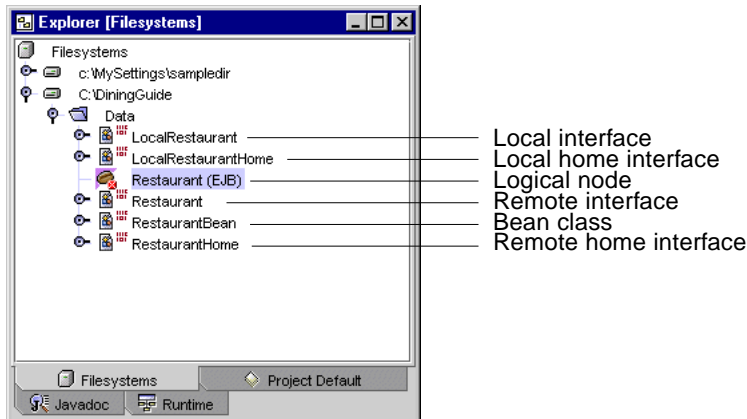 Explorer [Filesystems]
Filesystems
c:\MySettings\sampledir
C:\DiningGuide
Data
LocalRestaurant
Local interface
LocalRestaurantHome
Local home interface
Restaurant (EJB)
Logical node
Restaurant
Remote interface
RestaurantBean
Bean class
RestaurantHome
Remote home interface
Filesystems
Project Default
Javadoc
Runtime